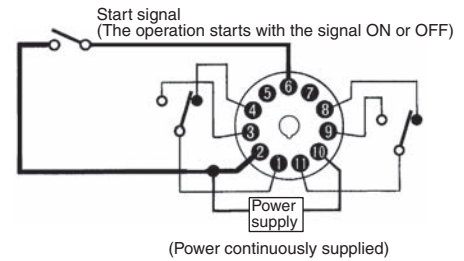 Start signal
(The operation starts with the signal ON or OFF)
6
5 7
4 8
3 9
2 10
1 11
Power
supply
(Power continuously supplied)